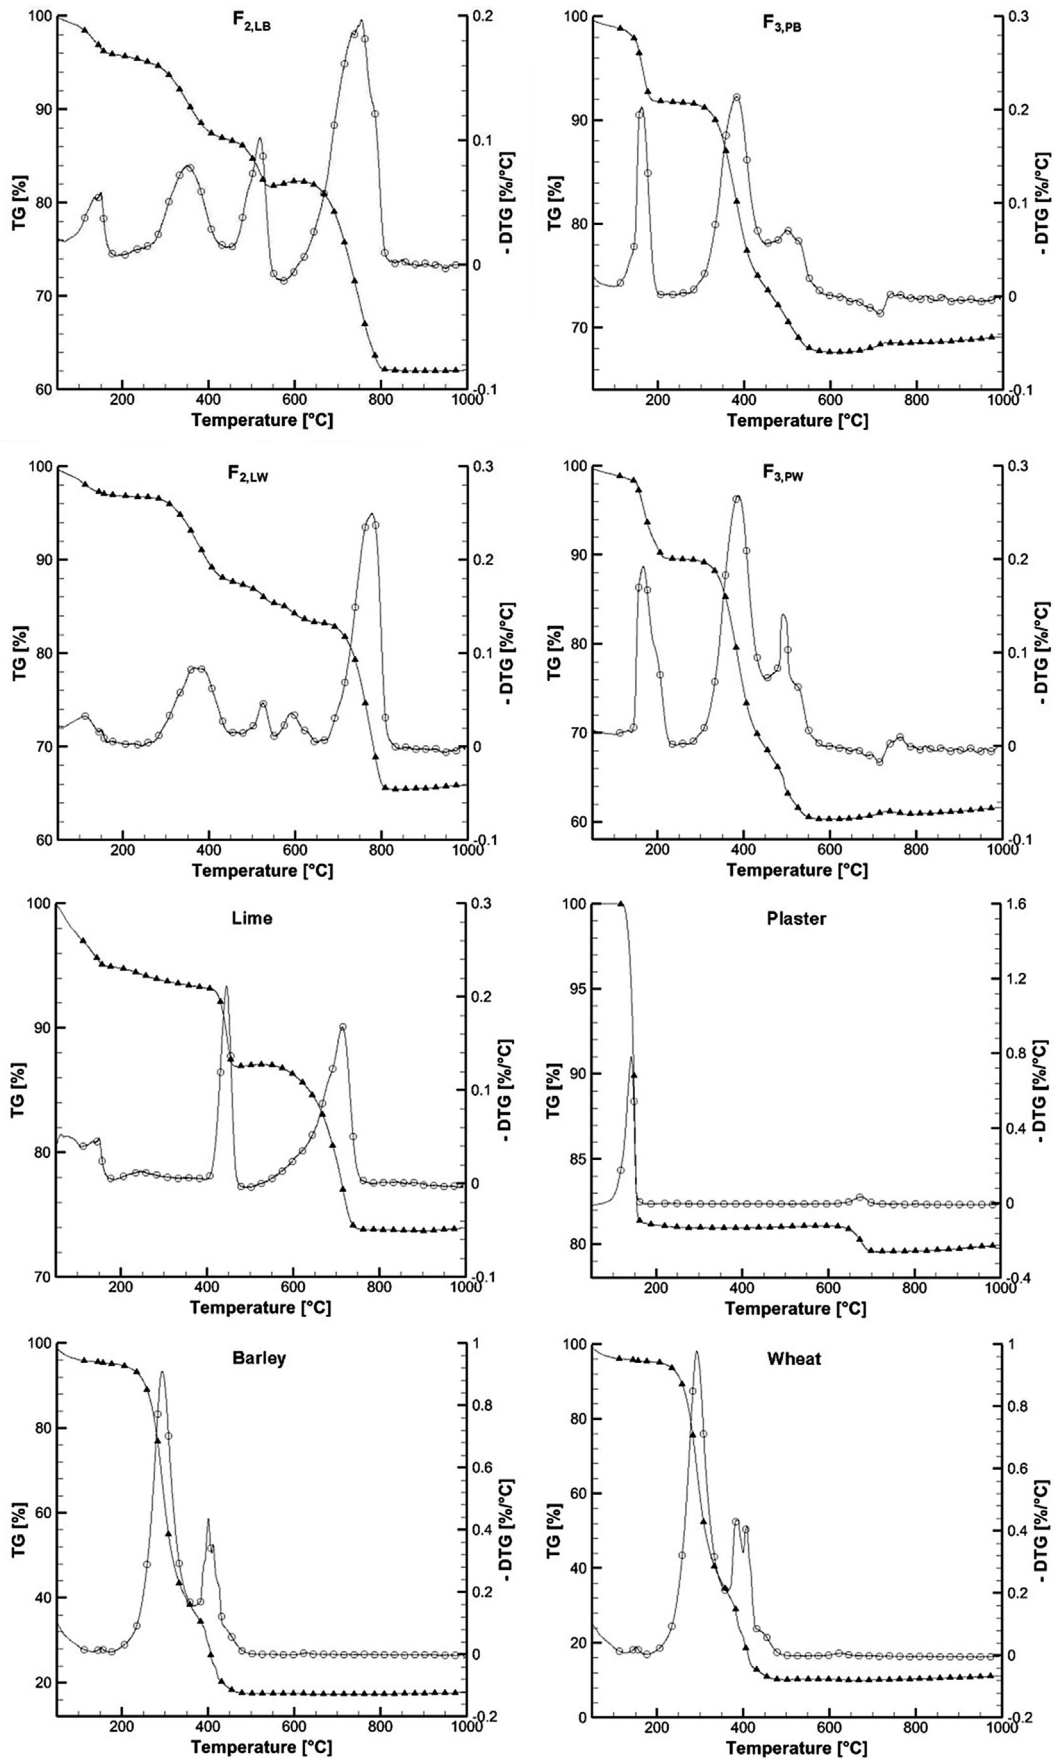 F2,LB
100
90
80
70
60
TG [%]
0.2
0.1
0
-0.1
- DTG [%/°C]
200 400 600 800 1000
Temperature [°C]
F3,PB
100
90
80
70
TG [%]
0.3
0.2
0.1
0
-0.1
- DTG [%/°C]
200 400 600 800 1000
Temperature [°C]
F2,LW
100
90
80
70
60
TG [%]
0.3
0.2
0.1
0
-0.1
- DTG [%/°C]
200 400 600 800 1000
Temperature [°C]
F3,PW
100
90
80
70
60
TG [%]
0.3
0.2
0.1
0
-0.1
- DTG [%/°C]
200 400 600 800 1000
Temperature [°C]
Lime
100
90
80
70
TG [%]
0.3
0.2
0.1
0
-0.1
- DTG [%/°C]
200 400 600 800 1000
Temperature [°C]
Plaster
100
95
90
85
80
TG [%]
1.6
1.2
0.8
0.4
0
-0.4
- DTG [%/°C]
200 400 600 800 1000
Temperature [°C]
Barley
100
80
60
40
20
TG [%]
1
0.8
0.6
0.4
0.2
0
-0.2
- DTG [%/°C]
200 400 600 800 1000
Temperature [°C]
Wheat
100
80
60
40
20
0
TG [%]
1
0.8
0.6
0.4
0.2
0
-0.2
- DTG [%/°C]
200 400 600 800 1000
Temperature [°C]